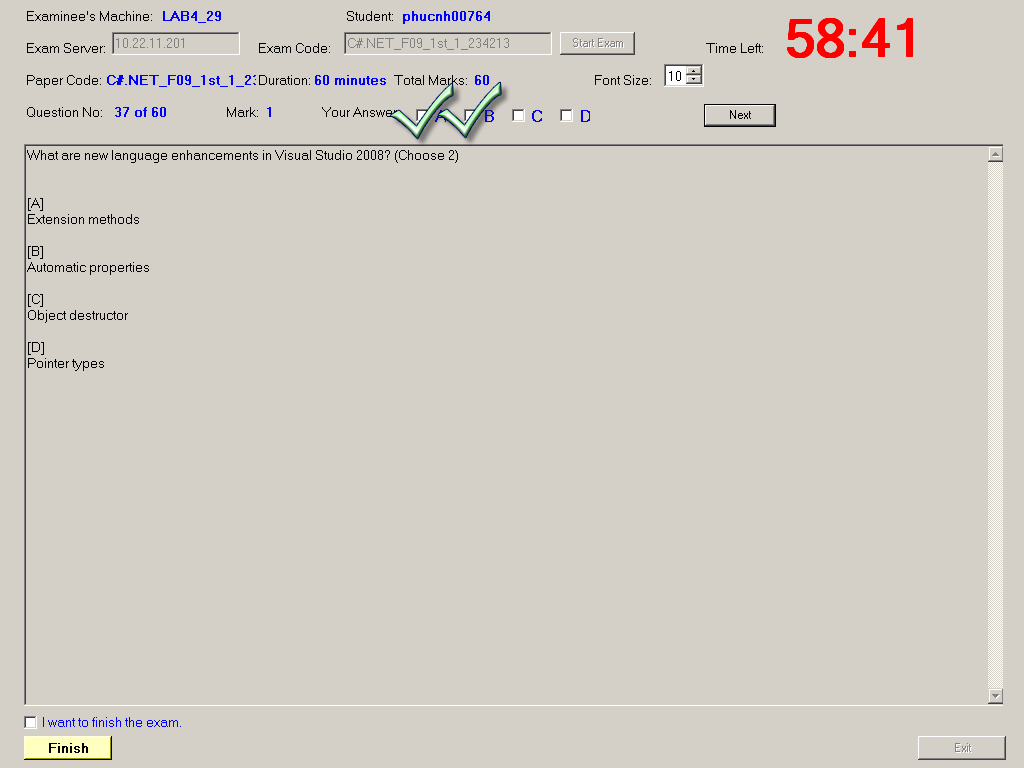 Examinee's Machine: LAB4_29 Student: phucnh00764
Exam Server: 10.22.11.201 Exam Code: C#.NET_F09_1st_1_234213 Start Exam Time Left: 58:41
Paper Code: C#.NET_F09_1st_1_23 Duration: 60 minutes Total Marks: 60 Font Size: 10
Question No: 37 of 60 Mark: 1 Your Answer A B C D Next
What are new language enhancements in Visual Studio 2008? (Choose 2)
[A]
Extension methods
[B]
Automatic properties
[C]
Object destructor
[D]
Pointer types
I want to finish the exam.
Finish Exit